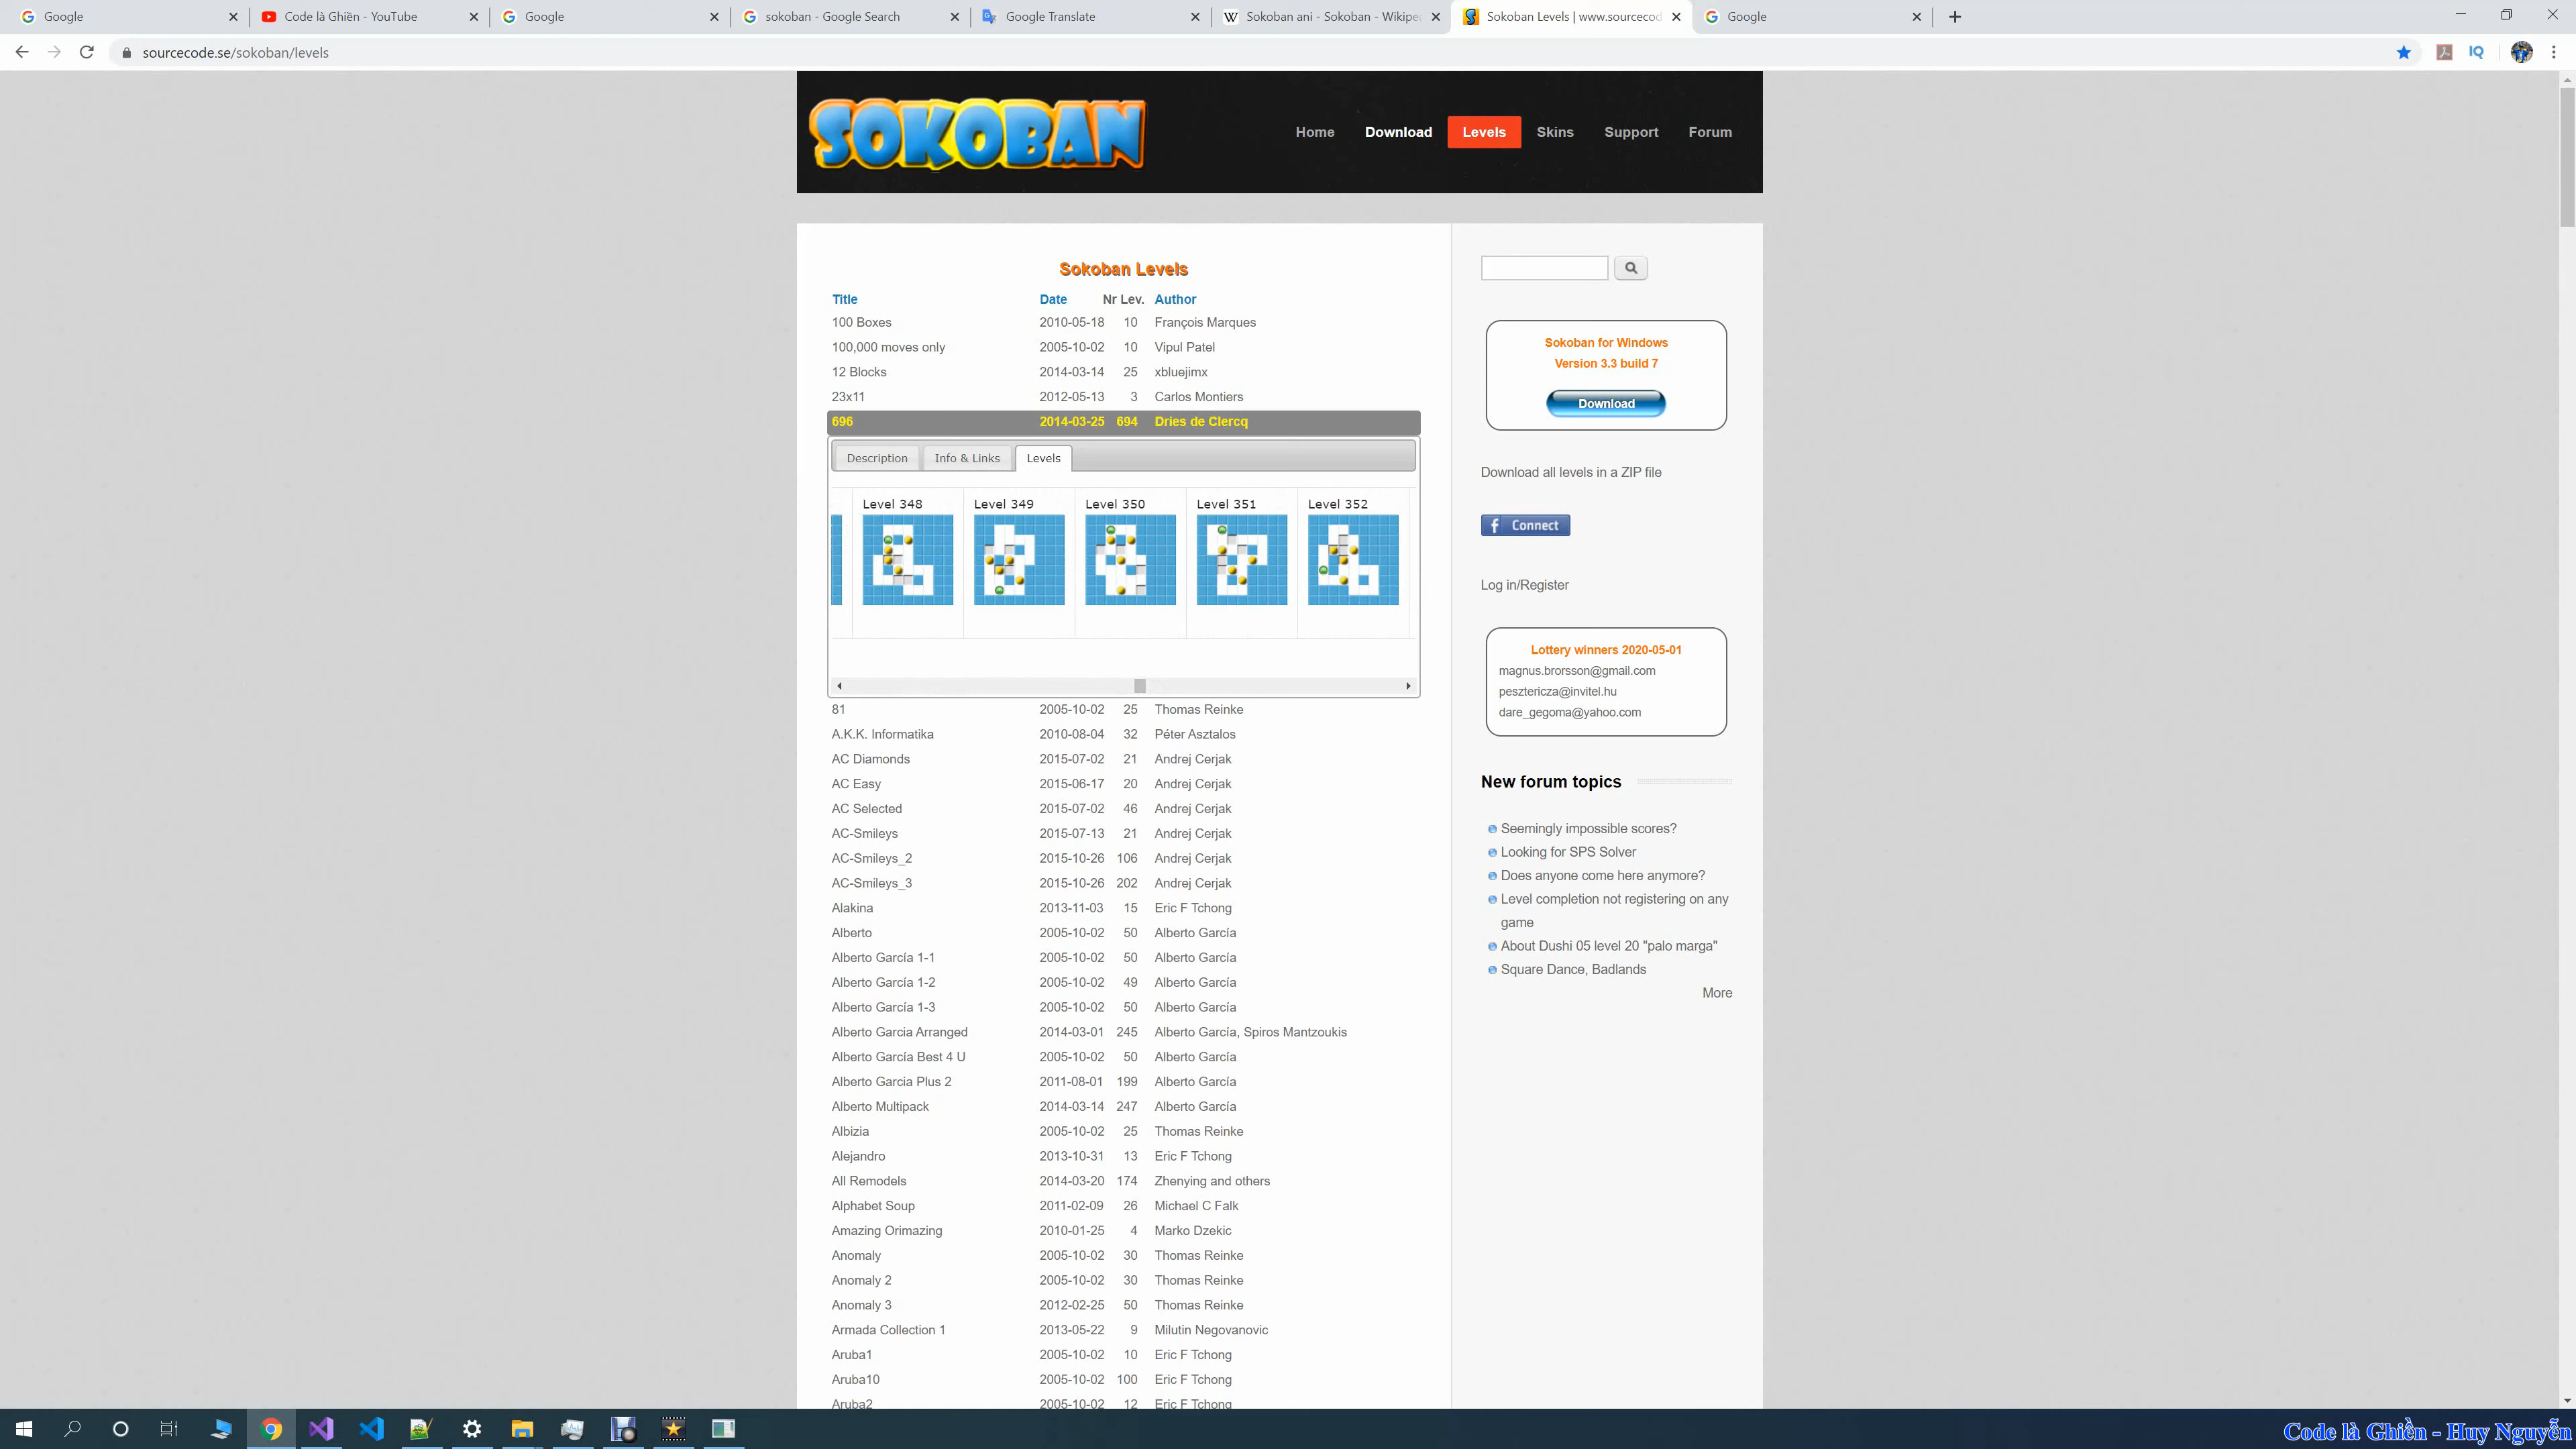 Google
Code là Ghiền - YouTube
Google
sokoban - Google Search
Google Translate
Sokoban ani - Sokoban - Wikiped
Sokoban Levels | www.sourcecod
Google
sourcecode.se/sokoban/levels
IQ
SOKOBAN
Home Download Levels Skins Support Forum
Sokoban Levels
Title Date Nr Lev. Author
100 Boxes 2010-05-18 10 François Marques
100,000 moves only 2005-10-02 10 Vipul Patel
12 Blocks 2014-03-14 25 xbluejimx
23x11 2012-05-13 3 Carlos Montiers
696 2014-03-25 694 Dries de Clercq
Description Info & Links Levels
Level 348 Level 349 Level 350 Level 351 Level 352
81 2005-10-02 25 Thomas Reinke
A.K.K. Informatika 2010-08-04 32 Péter Asztalos
AC Diamonds 2015-07-02 21 Andrej Cerjak
AC Easy 2015-06-17 20 Andrej Cerjak
AC Selected 2015-07-02 46 Andrej Cerjak
AC-Smileys 2015-07-13 21 Andrej Cerjak
AC-Smileys_2 2015-10-26 106 Andrej Cerjak
AC-Smileys_3 2015-10-26 202 Andrej Cerjak
Alakina 2013-11-03 15 Eric F Tchong
Alberto 2005-10-02 50 Alberto García
Alberto García 1-1 2005-10-02 50 Alberto García
Alberto García 1-2 2005-10-02 49 Alberto García
Alberto García 1-3 2005-10-02 50 Alberto García
Alberto Garcia Arranged 2014-03-01 245 Alberto García, Spiros Mantzoukis
Alberto García Best 4 U 2005-10-02 50 Alberto García
Alberto Garcia Plus 2 2011-08-01 199 Alberto García
Alberto Multipack 2014-03-14 247 Alberto García
Albizia 2005-10-02 25 Thomas Reinke
Alejandro 2013-10-31 13 Eric F Tchong
All Remodels 2014-03-20 174 Zhenying and others
Alphabet Soup 2011-02-09 26 Michael C Falk
Amazing Orimazing 2010-01-25 4 Marko Dzekic
Anomaly 2005-10-02 30 Thomas Reinke
Anomaly 2 2005-10-02 30 Thomas Reinke
Anomaly 3 2012-02-25 50 Thomas Reinke
Armada Collection 1 2013-05-22 9 Milutin Negovanovic
Aruba1 2005-10-02 10 Eric F Tchong
Aruba10 2005-10-02 100 Eric F Tchong
Aruba2 2005-10-02 12 Eric F Tchong
Sokoban for Windows
Version 3.3 build 7
Download
Download all levels in a ZIP file
f Connect
Log in/Register
Lottery winners 2020-05-01
magnus.brorsson@gmail.com
pesztericza@invitel.hu
dare_gegoma@yahoo.com
New forum topics
Seemingly impossible scores?
Looking for SPS Solver
Does anyone come here anymore?
Level completion not registering on any
game
About Dushi 05 level 20 "palo marga"
Square Dance, Badlands
More
Code là Ghiền - Huy Nguyễn